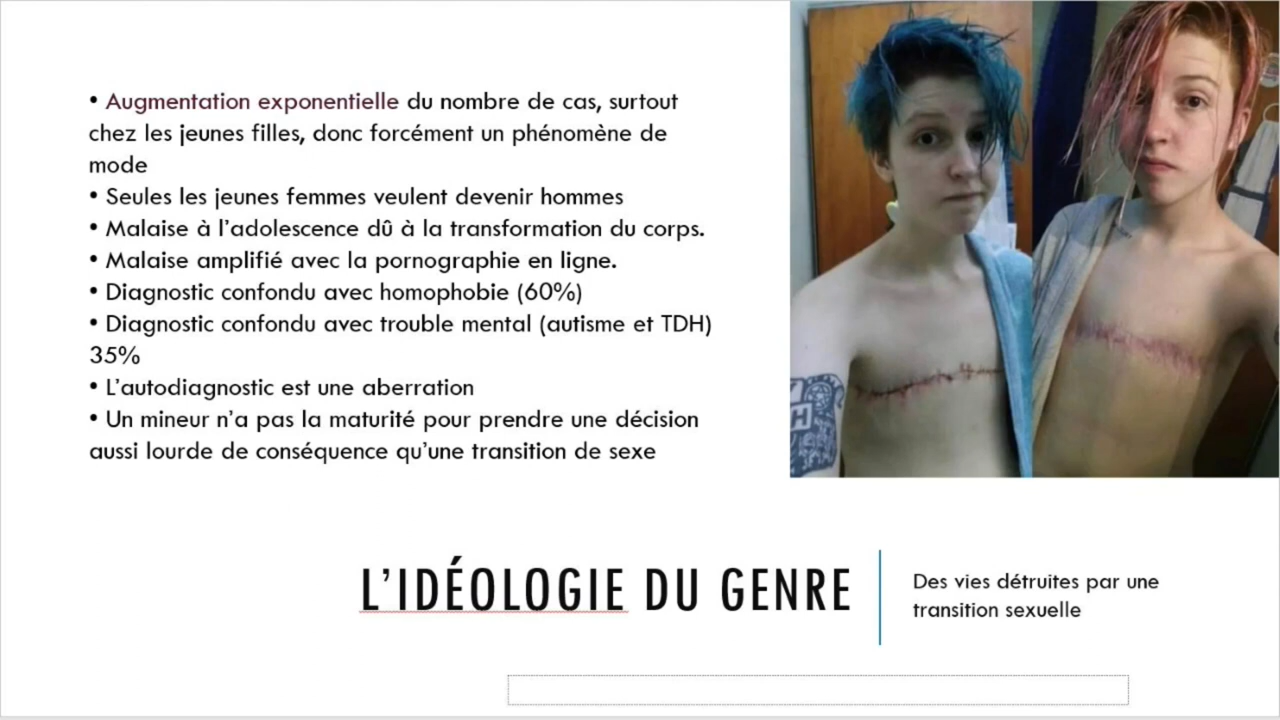 • Augmentation exponentielle du nombre de cas, surtout
chez les jeunes filles, donc forcément un phénomène de
mode
• Seules les jeunes femmes veulent devenir hommes
• Malaise à l'adolescence dû à la transformation du corps.
• Malaise amplifié avec la pornographie en ligne.
• Diagnostic confondu avec homophobie (60%)
• Diagnostic confondu avec trouble mental (autisme et TDH)
35%
• L'autodiagnostic est une aberration
• Un mineur n'a pas la maturité pour prendre une décision
aussi lourde de conséquence qu'une transition de sexe
L'IDÉOLOGIE DU GENRE
Des vies détruites par une
transition sexuelle